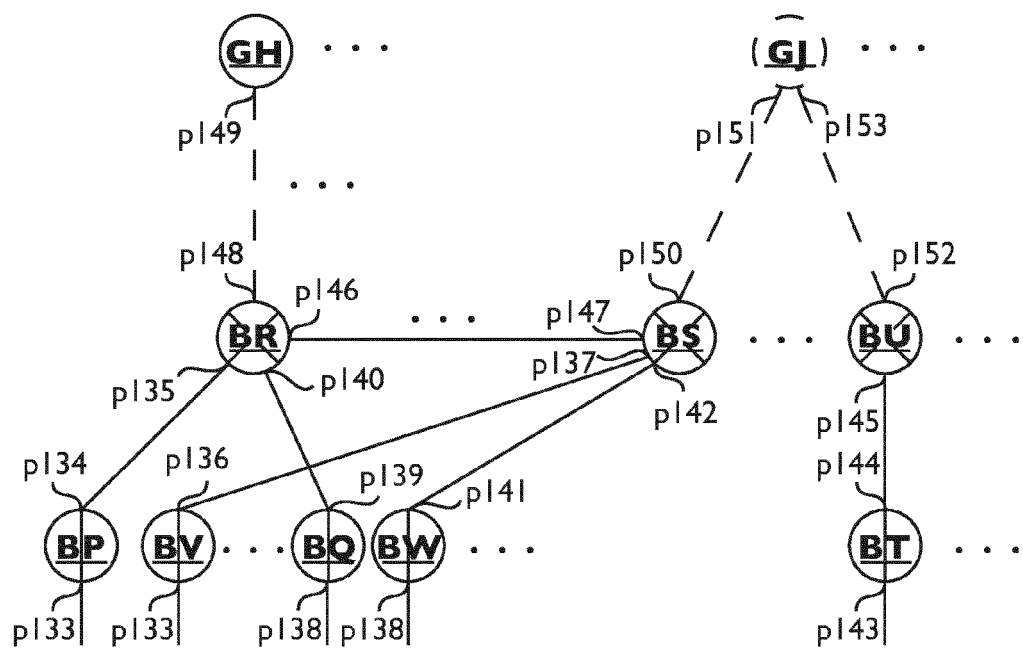 GH . . .
GJ . . .
p149
p151
p153
. . .
p148
p150
p152
p146
. . .
p147
BR
BS . . .
BU . . .
p137
p135
p140
p142
p145
p134
p136
p139
p141
p144
BP
BV . . .
BQ
BW . . .
BT . . .
p133
p133
p138
p138
p143